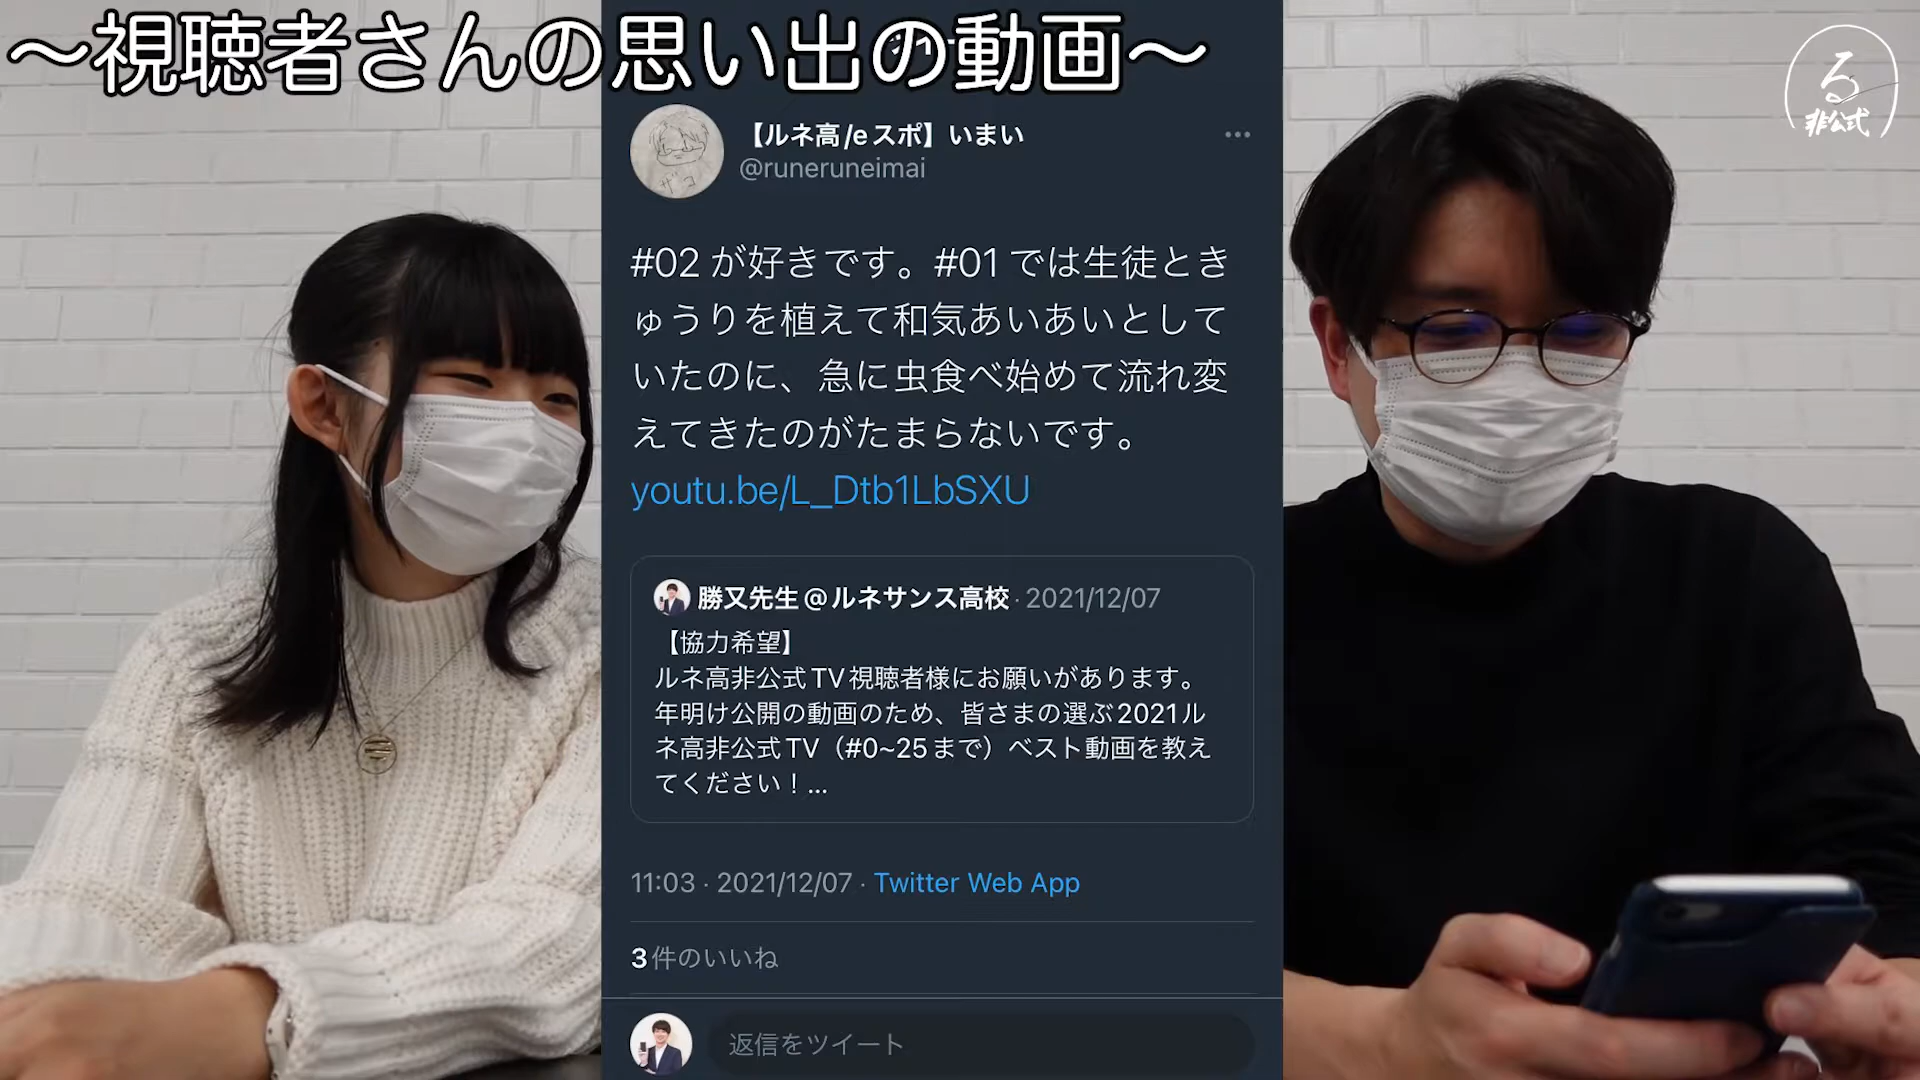 ～視聴者さんの思い出の動画～
る
非公式
【ルネ高/eスポ】いまい
@runeruneimai
#02 が好きです。#01 では生徒とき
ゅうりを植えて和気あいあいとして
いたのに、急に虫食べ始めて流れ変
えてきたのがたまらないです。
youtu.be/L_Dtb1LbSXU
勝又先生@ルネサンス高校 · 2021/12/07
【協力希望】
ルネ高非公式TV視聴者様にお願いがあります。
年明け公開の動画のため、皆さまの選ぶ2021ル
ネ高非公式TV（#0~25まで）ベスト動画を教え
てください！...
11:03 · 2021/12/07 · Twitter Web App
3件のいいね
返信をツイート